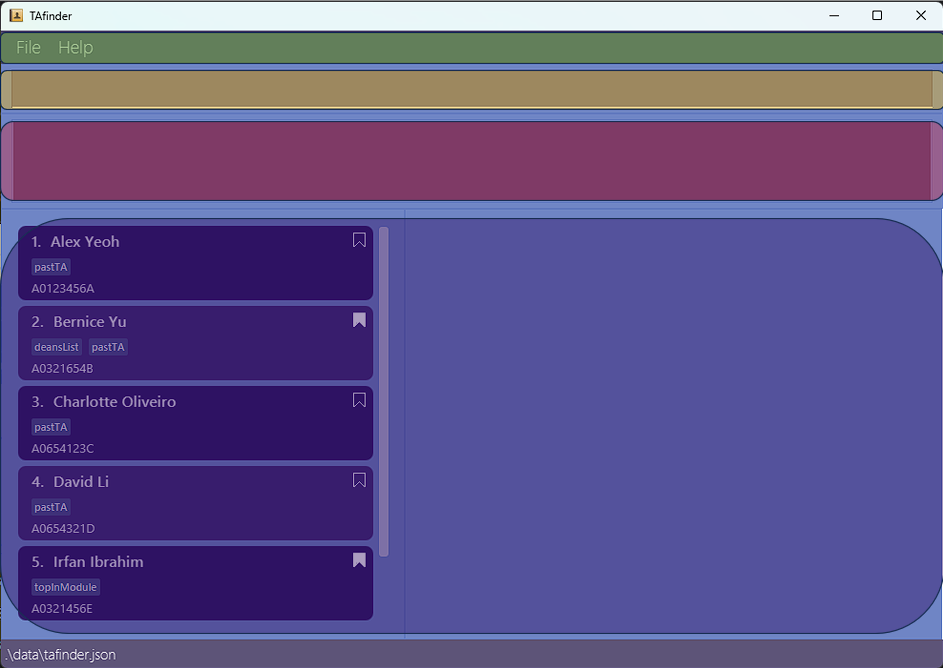 TAfinder
File Help
1. Alex Yeoh
pastTA
A0123456A
2. Bernice Yu
deansList pastTA
A0321654B
3. Charlotte Oliveiro
pastTA
A0654123C
4. David Li
pastTA
A0654321D
5. Irfan Ibrahim
topInModule
A0321456E
.\data\tafinder.json